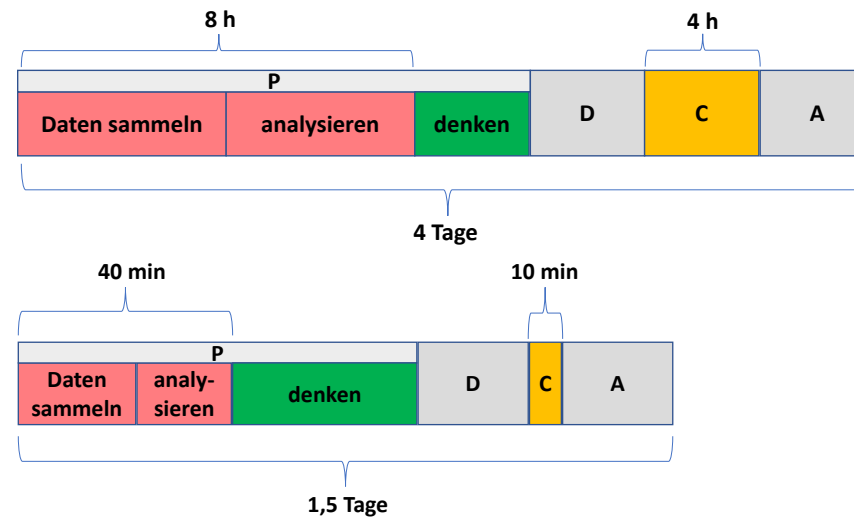 8 h
4 h
P
Daten sammeln
analysieren
denken
D
C
A
4 Tage
40 min
10 min
P
Daten
sammeln
analy-
sieren
denken
D
C
A
1,5 Tage